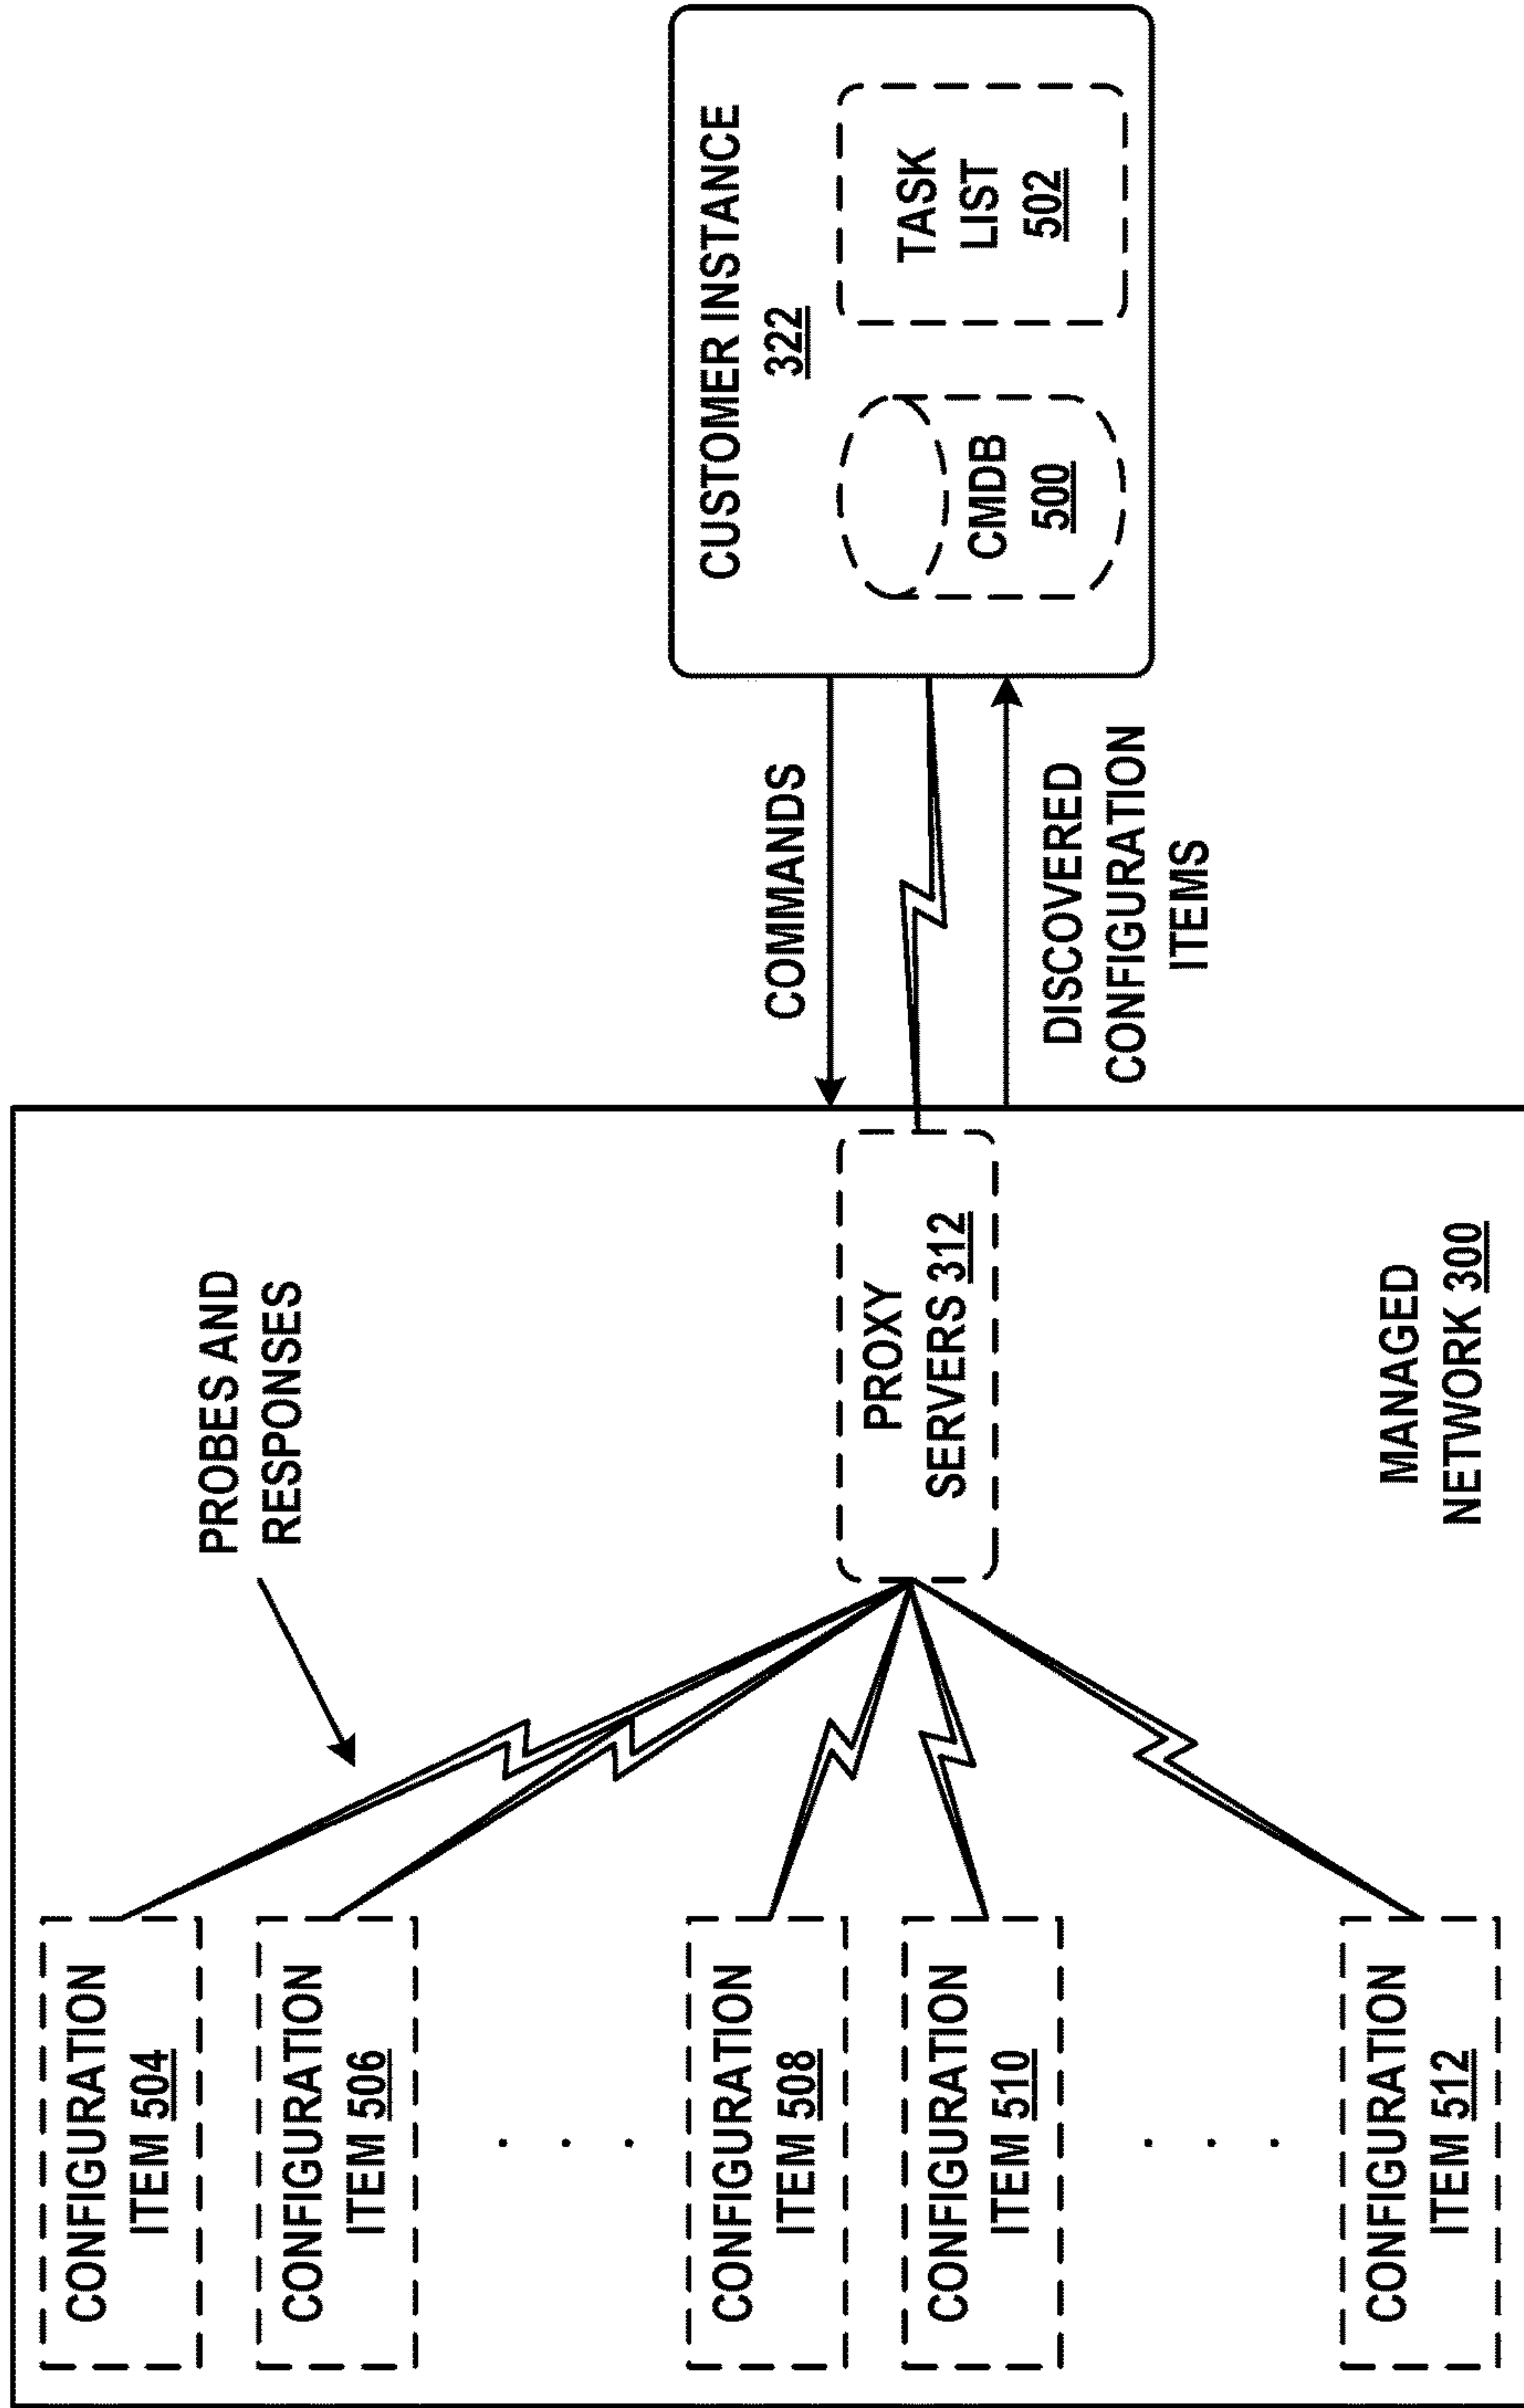 CUSTOMER INSTANCE
322
CMDB
500
TASK
LIST
502
COMMANDS
DISCOVERED
CONFIGURATION
ITEMS
PROBES AND
RESPONSES
PROXY
SERVERS 312
MANAGED
NETWORK 300
CONFIGURATION
ITEM 504
CONFIGURATION
ITEM 506
. . .
CONFIGURATION
ITEM 508
CONFIGURATION
ITEM 510
. . .
CONFIGURATION
ITEM 512